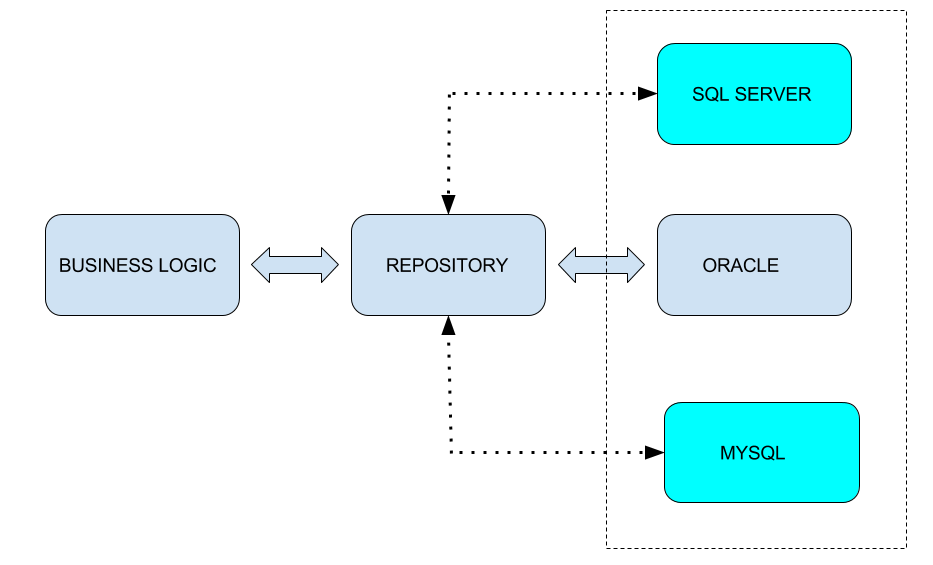 SQL SERVER
BUSINESS LOGIC
REPOSITORY
ORACLE
MYSQL